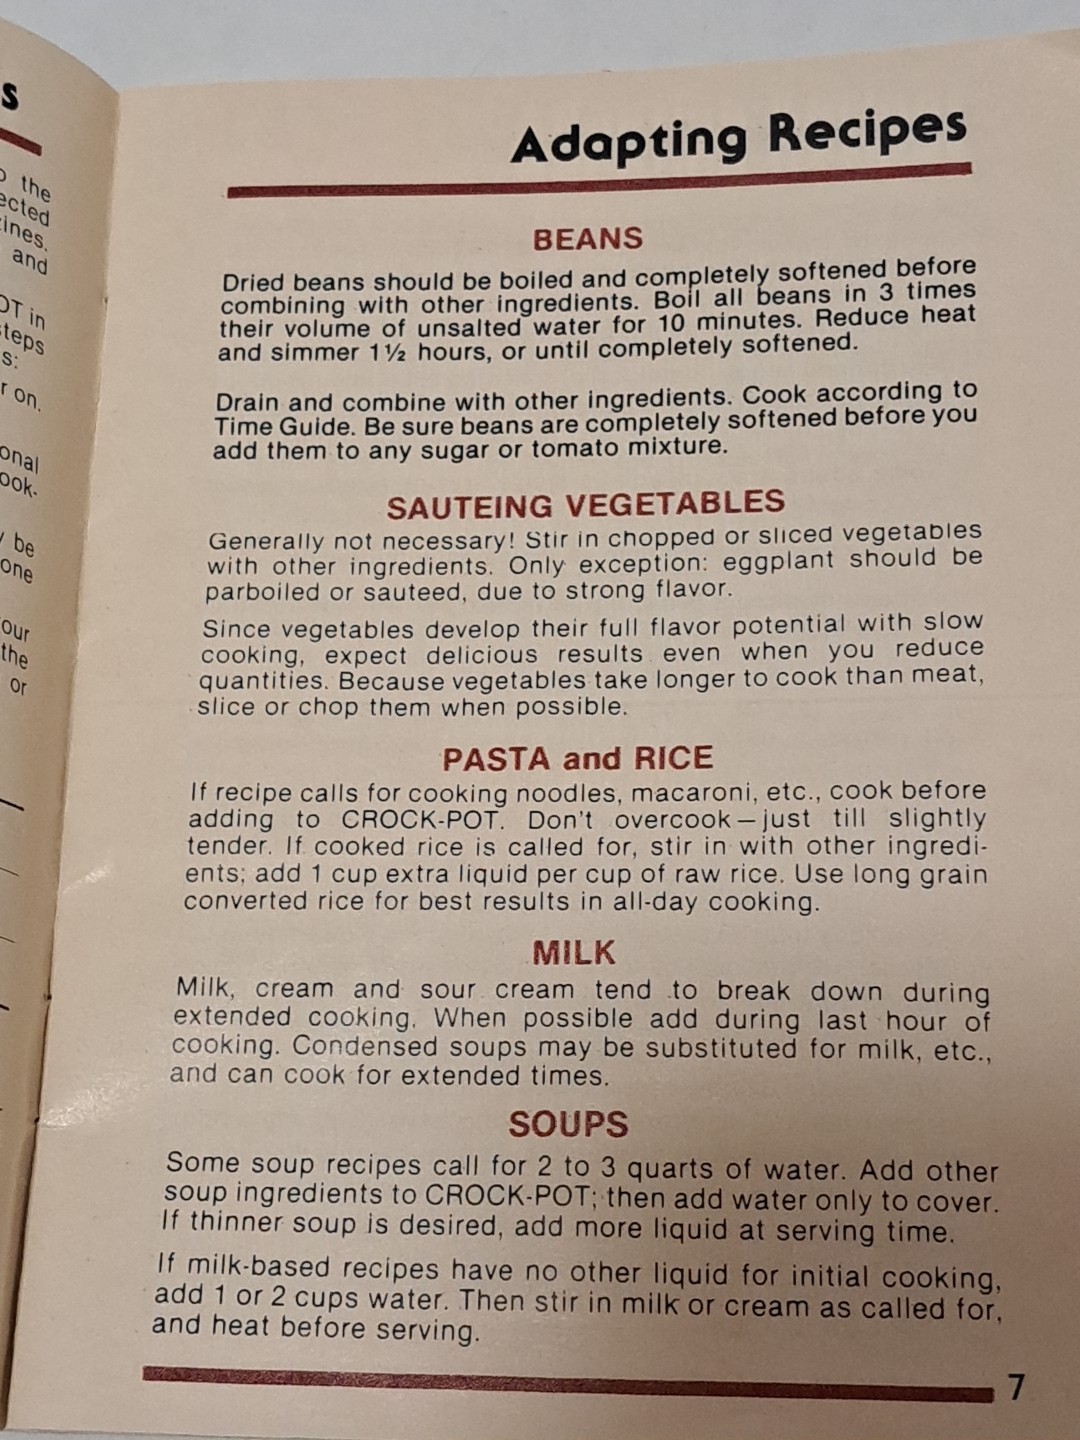 s
the
ected
ines.
and
OT in
steps
s:
r on.
onal
ook-
be
one
our
the
or
Adapting Recipes
BEANS
Dried beans should be boiled and completely softened before
combining with other ingredients. Boil all beans in 3 times
their volume of unsalted water for 10 minutes. Reduce heat
and simmer 1½ hours, or until completely softened.
Drain and combine with other ingredients. Cook according to
Time Guide. Be sure beans are completely softened before you
add them to any sugar or tomato mixture.
SAUTEING VEGETABLES
Generally not necessary! Stir in chopped or sliced vegetables
with other ingredients. Only exception: eggplant should be
parboiled or sauteed, due to strong flavor.
Since vegetables develop their full flavor potential with slow
cooking, expect delicious results even when you reduce
quantities. Because vegetables take longer to cook than meat,
slice or chop them when possible.
PASTA and RICE
If recipe calls for cooking noodles, macaroni, etc., cook before
adding to CROCK-POT. Don't overcook—just till slightly
tender. If cooked rice is called for, stir in with other ingredi-
ents; add 1 cup extra liquid per cup of raw rice. Use long grain
converted rice for best results in all-day cooking.
MILK
Milk, cream and sour cream tend to break down during
extended cooking. When possible add during last hour of
cooking. Condensed soups may be substituted for milk, etc.,
and can cook for extended times.
SOUPS
Some soup recipes call for 2 to 3 quarts of water. Add other
soup ingredients to CROCK-POT; then add water only to cover.
If thinner soup is desired, add more liquid at serving time.
If milk-based recipes have no other liquid for initial cooking,
add 1 or 2 cups water. Then stir in milk or cream as called for,
and heat before serving.
7